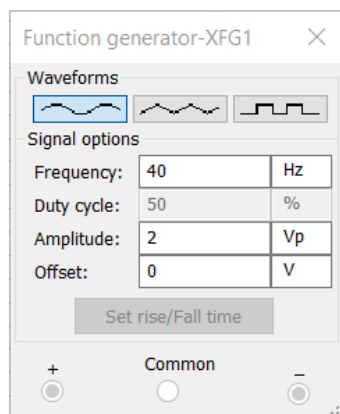 Function generator-XFG1
Waveforms
Signal options
Frequency: 40 Hz
Duty cycle: 50 %
Amplitude: 2 Vp
Offset: 0 V
Set rise/Fall time
+ Common −